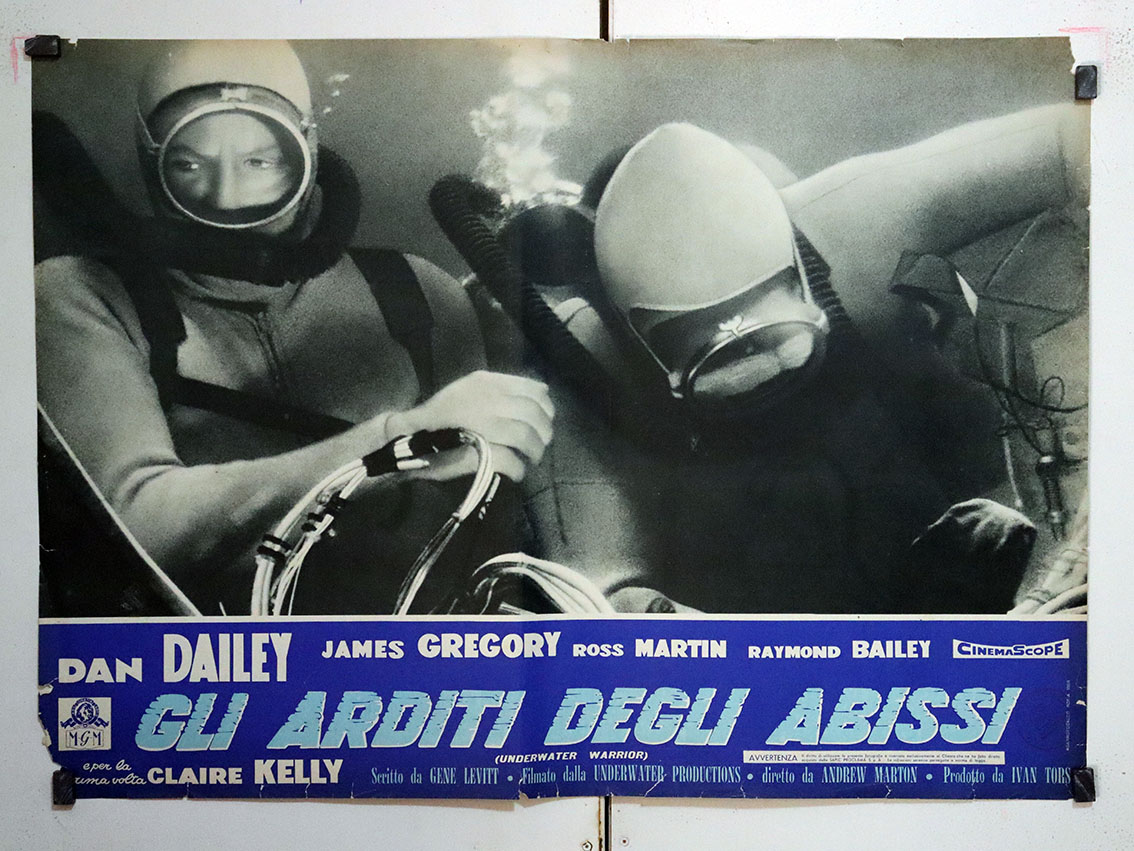 DAN DAILEY JAMES GREGORY ROSS MARTIN RAYMOND BAILEY CINEMASCOPE
GLI ARDITI DEGLI ABISSI
MGM
(UNDERWATER WARRIOR)
e per la
prima volta CLAIRE KELLY
Scritto da GENE LEVITT • Filmato dalla UNDERWATER PRODUCTIONS • diretto da ANDREW MARTON • Prodotto da IVAN TORS
AVVERTENZA